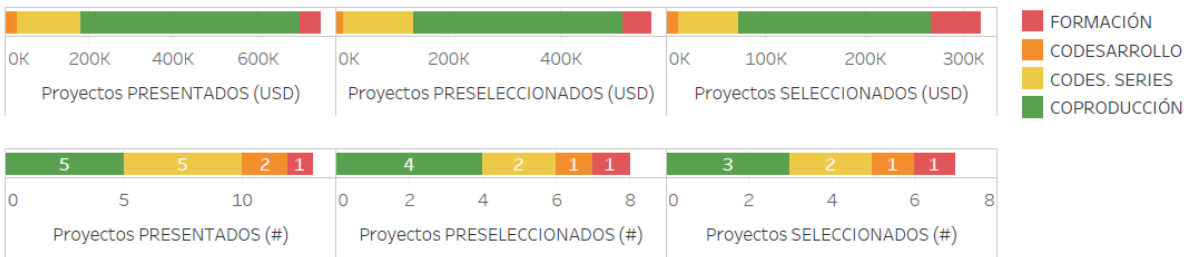 0K 200K 400K 600K 0K 200K 400K 0K 100K 200K 300K
Proyectos PRESENTADOS (USD) Proyectos PRESELECCIONADOS (USD) Proyectos SELECCIONADOS (USD)
FORMACIÓN
CODESARROLLO
CODES. SERIES
COPRODUCCIÓN
5 5 2 1 4 2 1 1 3 2 1 1
0 5 10 0 2 4 6 8 0 2 4 6 8
Proyectos PRESENTADOS (#) Proyectos PRESELECCIONADOS (#) Proyectos SELECCIONADOS (#)